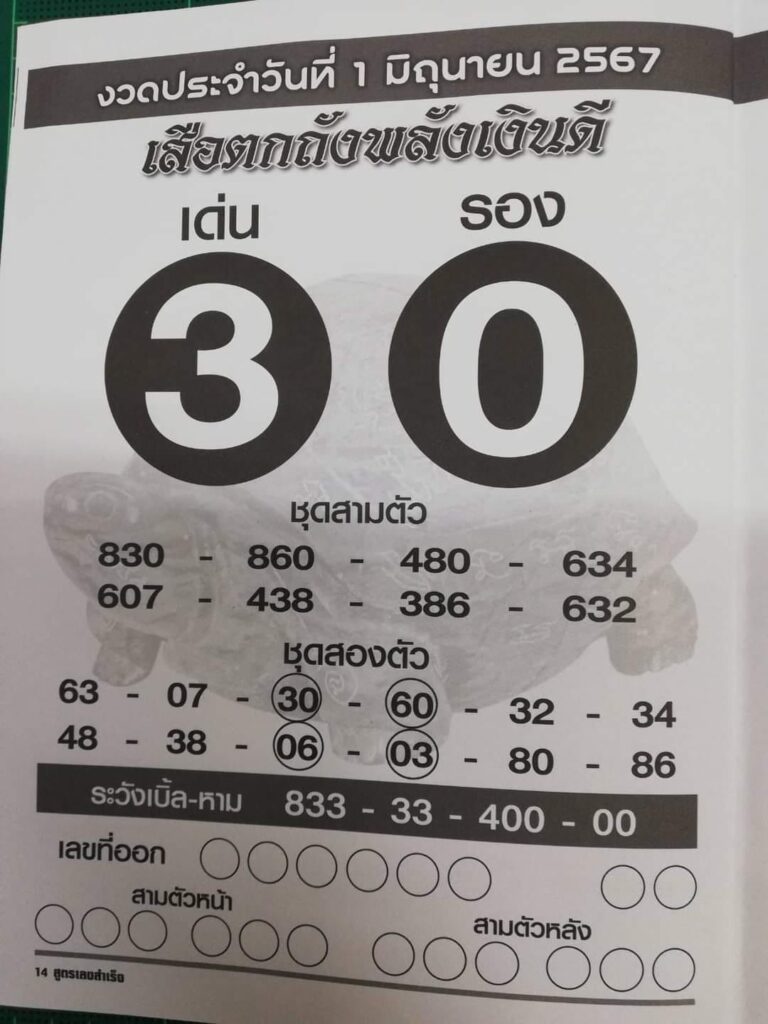 งวดประจำวันที่ 1 มิถุนายน 2567
เสือตกถังพลังเงินดี
เด่น รอง
3 0
ชุดสามตัว
830 - 860 - 480 - 634
607 - 438 - 386 - 632
ชุดสองตัว
63 - 07 - 30 - 60 - 32 - 34
48 - 38 - 06 - 03 - 80 - 86
ระวังเบิ้ล-หาม 833 - 33 - 400 - 00
เลขที่ออก
สามตัวหน้า สามตัวหลัง
14 สูตรเลขสำเร็จ